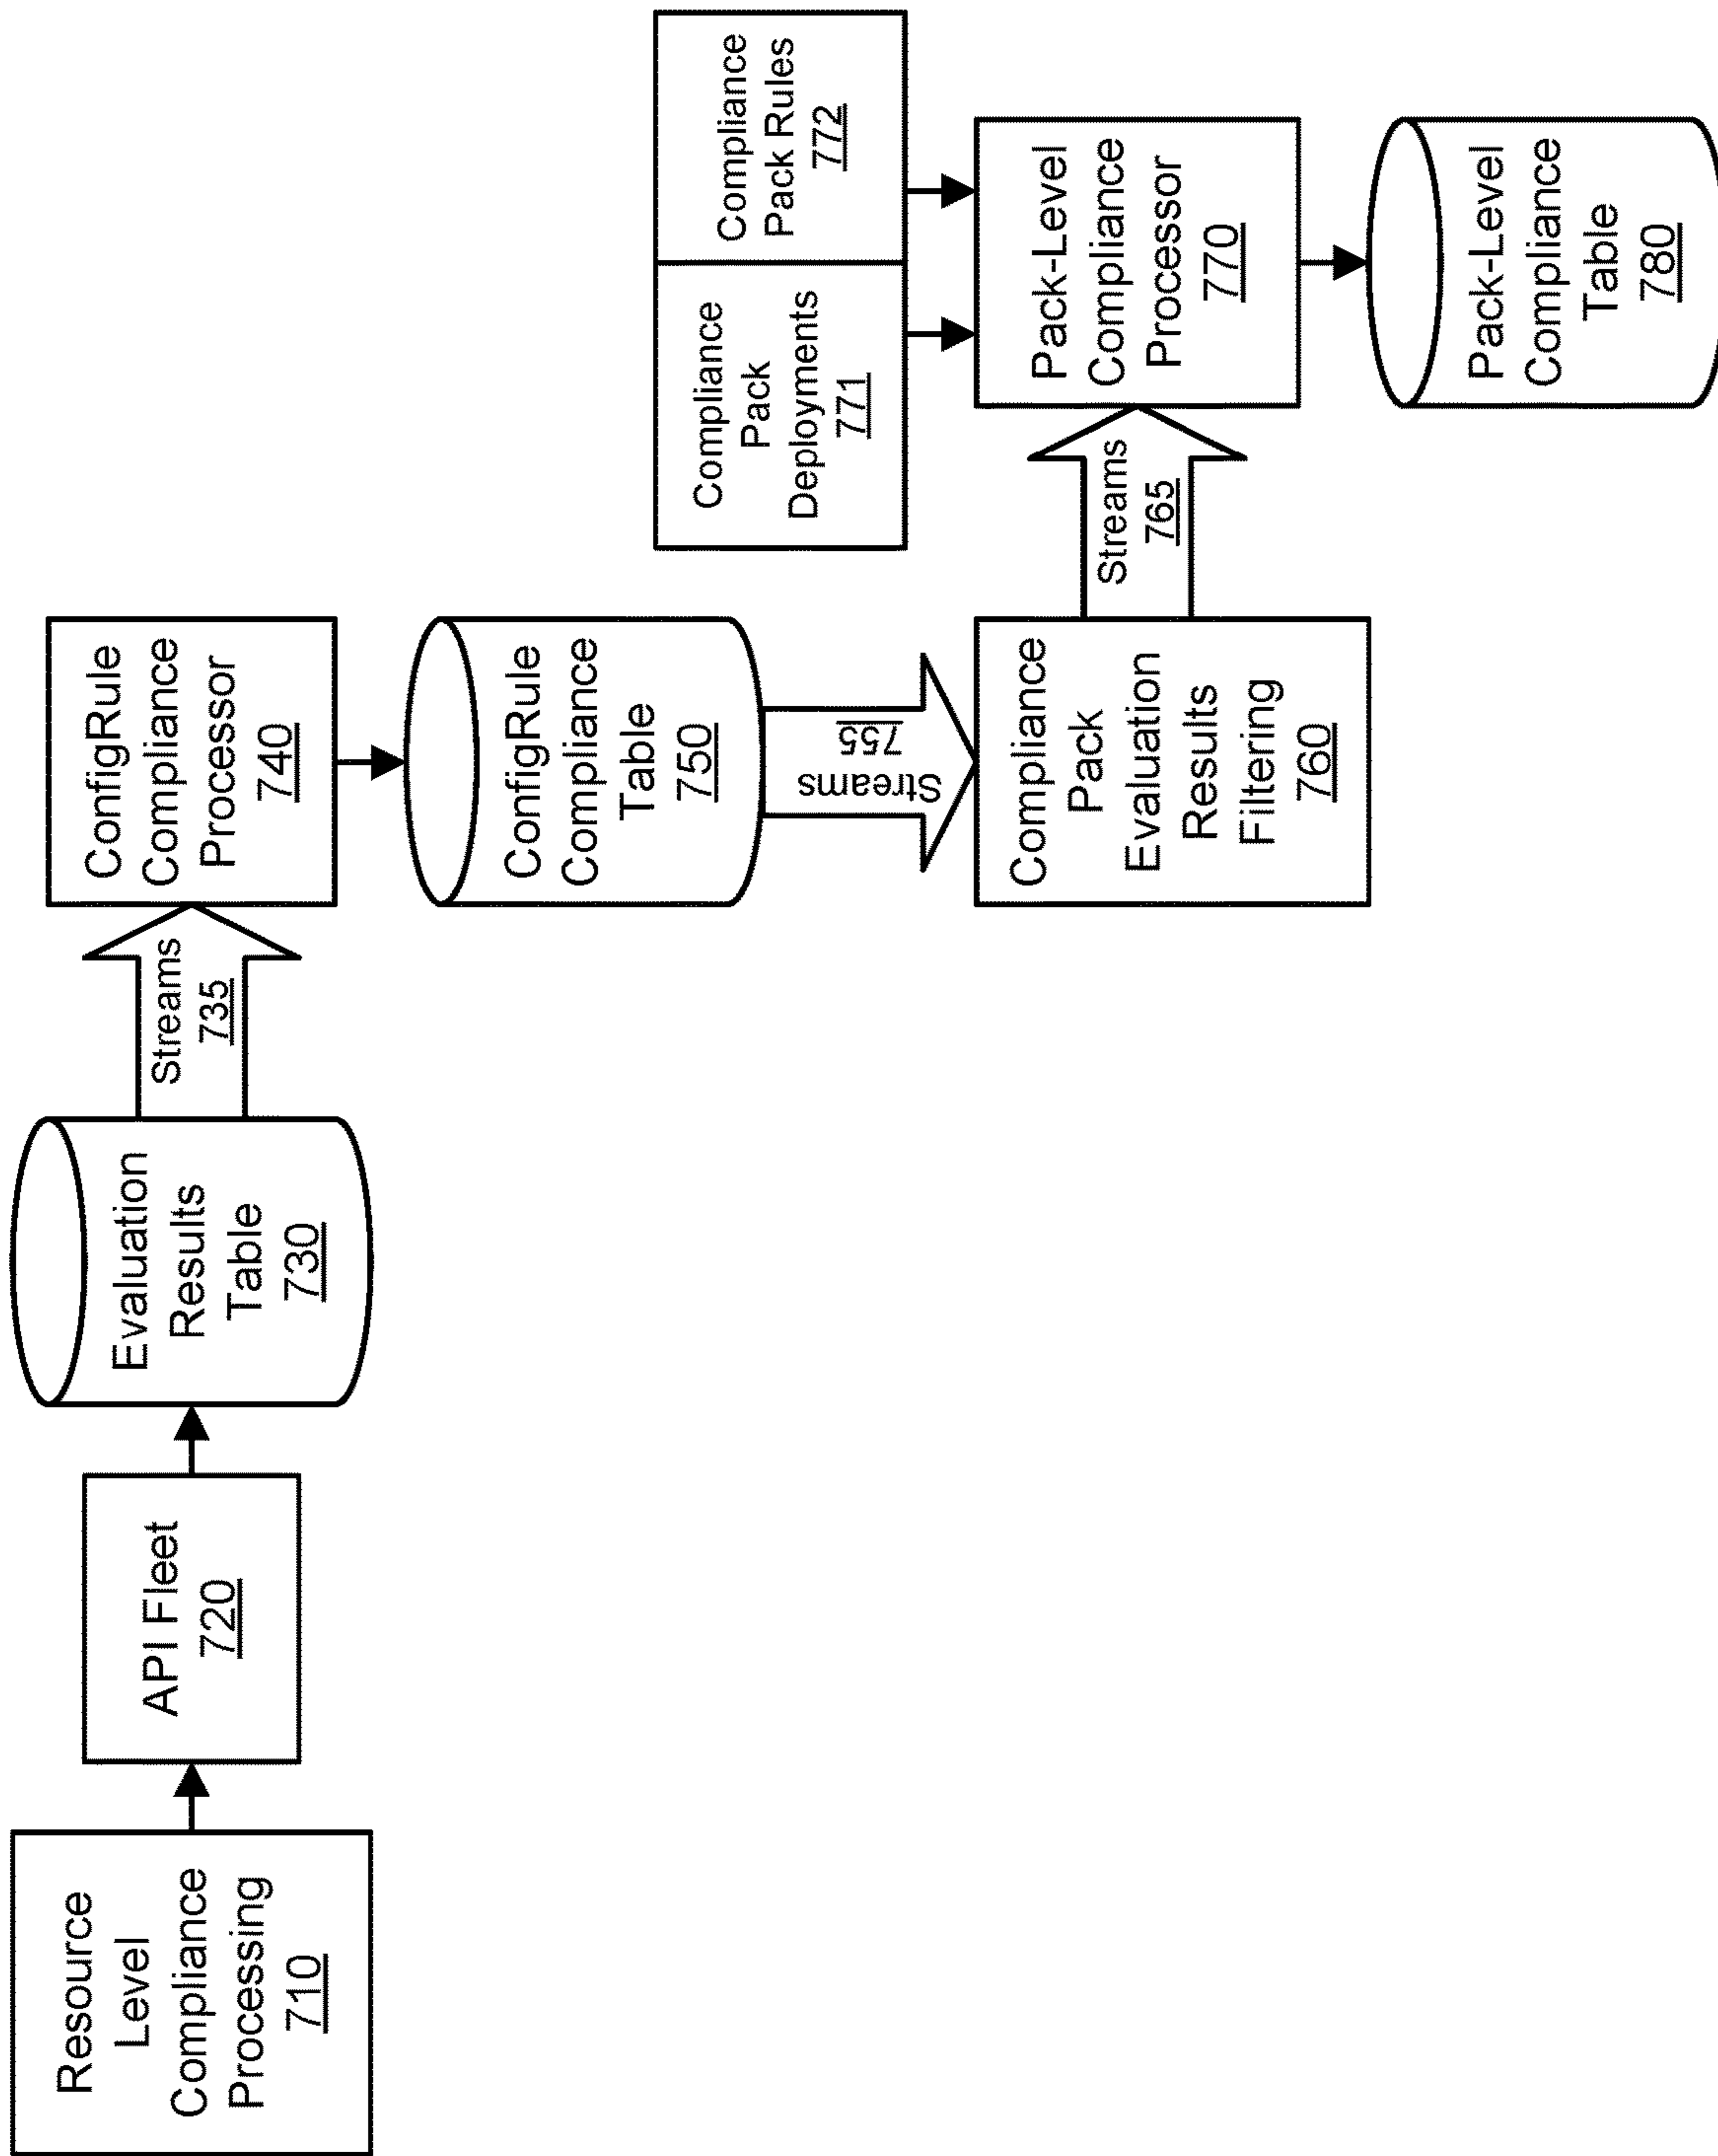 Resource
Level
Compliance
Processing
710
API Fleet
720
Evaluation
Results
Table
730
Streams
735
ConfigRule
Compliance
Processor
740
ConfigRule
Compliance
Table
750
Streams
755
Compliance
Pack
Evaluation
Results
Filtering
760
Streams
765
Compliance
Pack
Deployments
771
Compliance
Pack Rules
772
Pack-Level
Compliance
Processor
770
Pack-Level
Compliance
Table
780